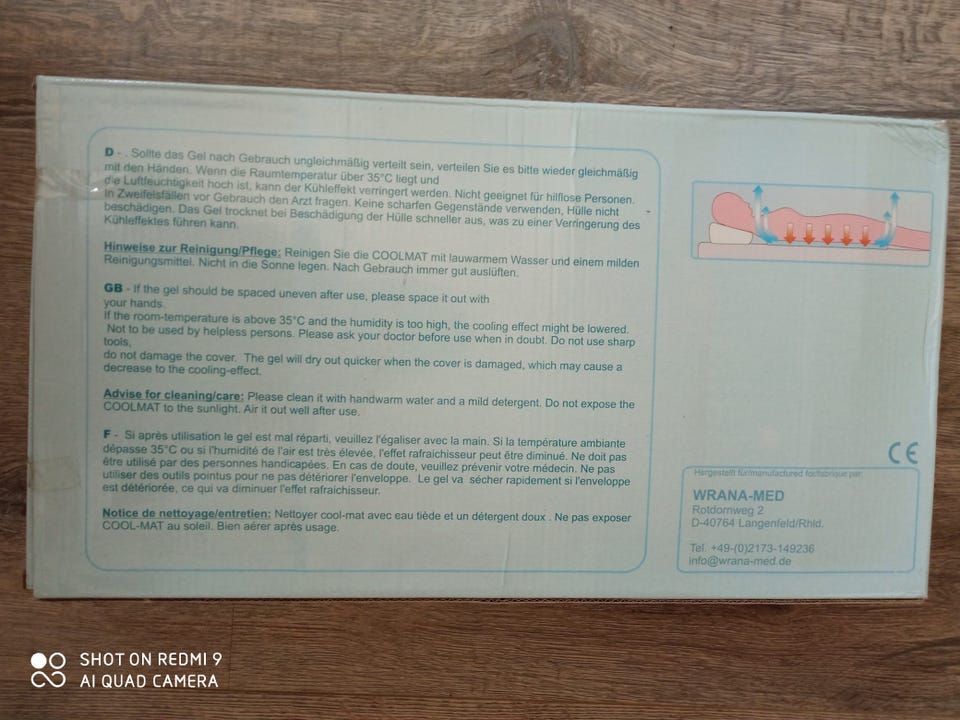 D - . Sollte das Gel nach Gebrauch ungleichmäßig verteilt sein, verteilen Sie es bitte wieder gleichmäßig
mit den Händen. Wenn die Raumtemperatur über 35°C liegt und
die Luftfeuchtigkeit hoch ist, kann der Kühleffekt verringert werden. Nicht geeignet für hilflose Personen.
In Zweifelsfällen vor Gebrauch den Arzt fragen. Keine scharfen Gegenstände verwenden, Hülle nicht
beschädigen. Das Gel trocknet bei Beschädigung der Hülle schneller aus, was zu einer Verringerung des
Kühleffektes führen kann.
Hinweise zur Reinigung/Pflege: Reinigen Sie die COOLMAT mit lauwarmem Wasser und einem milden
Reinigungsmittel. Nicht in die Sonne legen. Nach Gebrauch immer gut auslüften.
GB - If the gel should be spaced uneven after use, please space it out with
your hands.
If the room-temperature is above 35°C and the humidity is too high, the cooling effect might be lowered.
Not to be used by helpless persons. Please ask your doctor before use when in doubt. Do not use sharp
tools,
do not damage the cover. The gel will dry out quicker when the cover is damaged, which may cause a
decrease to the cooling-effect.
Advise for cleaning/care: Please clean it with handwarm water and a mild detergent. Do not expose the
COOLMAT to the sunlight. Air it out well after use.
F - Si après utilisation le gel est mal réparti, veuillez l'égaliser avec la main. Si la température ambiante
dépasse 35°C ou si l'humidité de l'air est très élevée, l'effet rafraichisseur peut être diminué. Ne doit pas
être utilisé par des personnes handicapées. En cas de doute, veuillez prévenir votre médecin. Ne pas
utiliser des outils pointus pour ne pas détériorer l'enveloppe. Le gel va sécher rapidement si l'enveloppe
est détériorée, ce qui va diminuer l'effet rafraichisseur.
Notice de nettoyage/entretien: Nettoyer cool-mat avec eau tiède et un détergent doux . Ne pas exposer
COOL-MAT au soleil. Bien aérer après usage.
CE
Hergestellt für/manufactured for/fabrique par:
WRANA-MED
Rotdornweg 2
D-40764 Langenfeld/Rhld.
Tel. +49-(0)2173-149236
info@wrana-med.de
SHOT ON REDMI 9
AI QUAD CAMERA